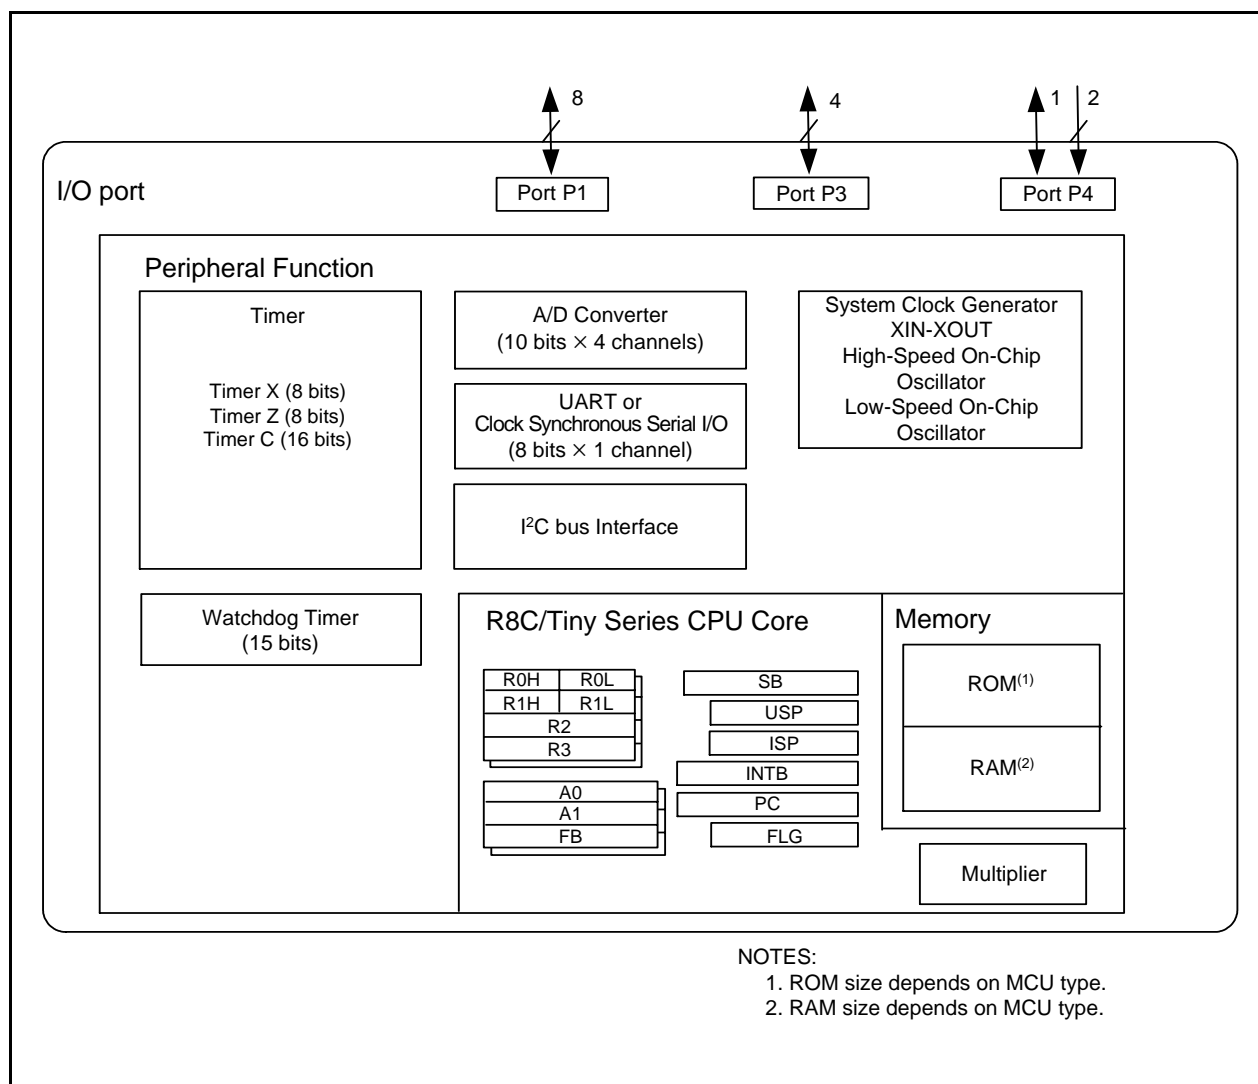 8
4
1
2
I/O port
Port P1
Port P3
Port P4
Peripheral Function
Timer
Timer X (8 bits)
Timer Z (8 bits)
Timer C (16 bits)
A/D Converter
(10 bits × 4 channels)
UART or
Clock Synchronous Serial I/O
(8 bits × 1 channel)
I²C bus Interface
System Clock Generator
XIN-XOUT
High-Speed On-Chip
Oscillator
Low-Speed On-Chip
Oscillator
Watchdog Timer
(15 bits)
R8C/Tiny Series CPU Core
R0H
R0L
R1H
R1L
R2
R3
A0
A1
FB
SB
USP
ISP
INTB
PC
FLG
Memory
ROM(1)
RAM(2)
Multiplier
NOTES:
1. ROM size depends on MCU type.
2. RAM size depends on MCU type.